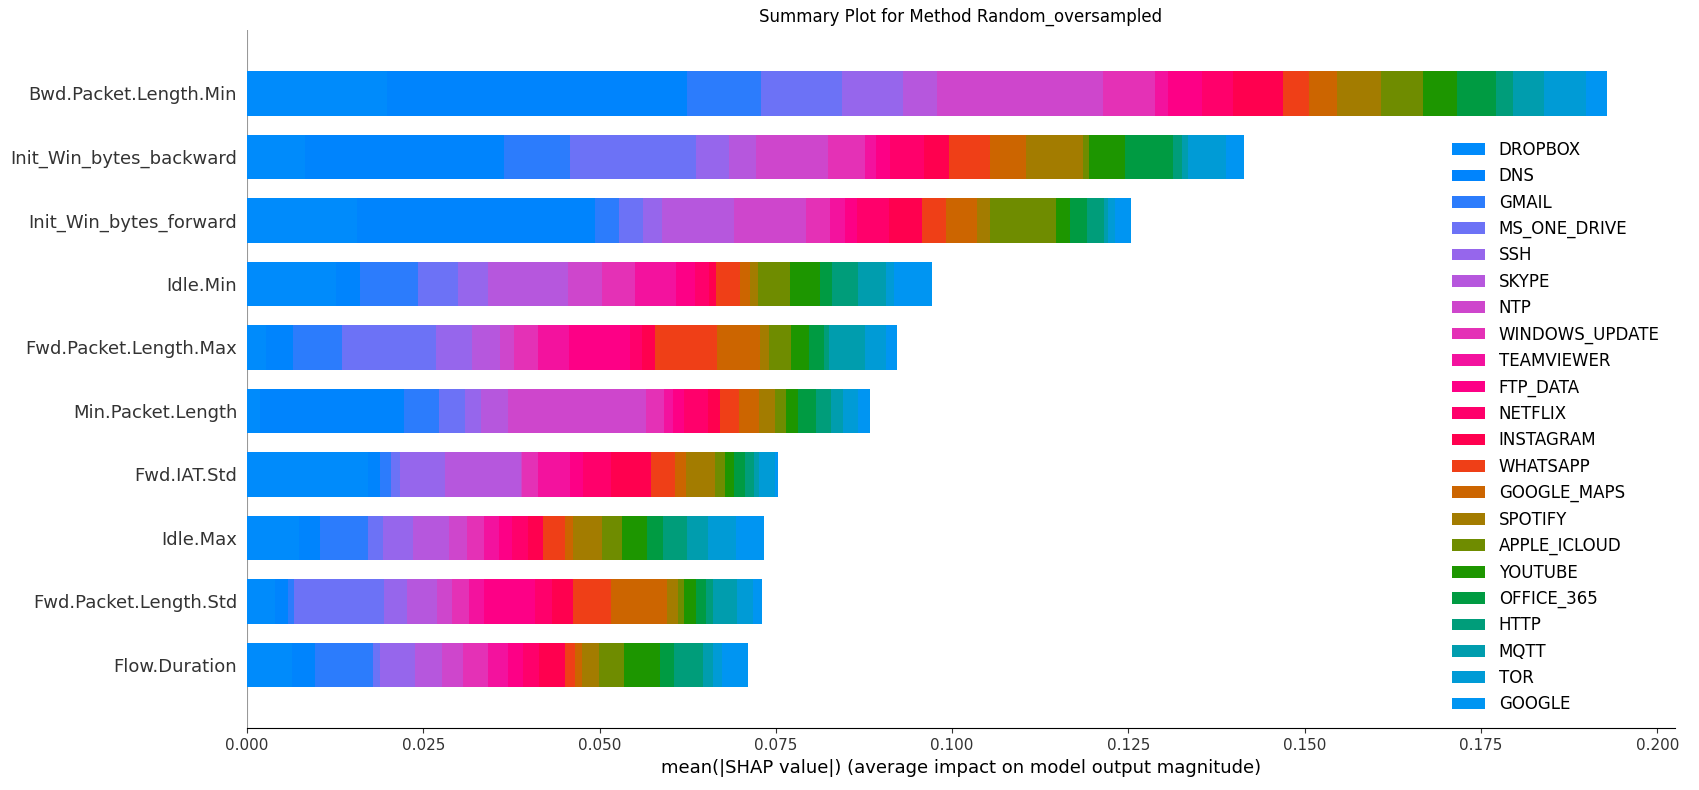 Summary Plot for Method Random_oversampled
Bwd.Packet.Length.Min
Init_Win_bytes_backward
Init_Win_bytes_forward
Idle.Min
Fwd.Packet.Length.Max
Min.Packet.Length
Fwd.IAT.Std
Idle.Max
Fwd.Packet.Length.Std
Flow.Duration
DROPBOX
DNS
GMAIL
MS_ONE_DRIVE
SSH
SKYPE
NTP
WINDOWS_UPDATE
TEAMVIEWER
FTP_DATA
NETFLIX
INSTAGRAM
WHATSAPP
GOOGLE_MAPS
SPOTIFY
APPLE_ICLOUD
YOUTUBE
OFFICE_365
HTTP
MQTT
TOR
GOOGLE
0.000 0.025 0.050 0.075 0.100 0.125 0.150 0.175 0.200
mean(|SHAP value|) (average impact on model output magnitude)